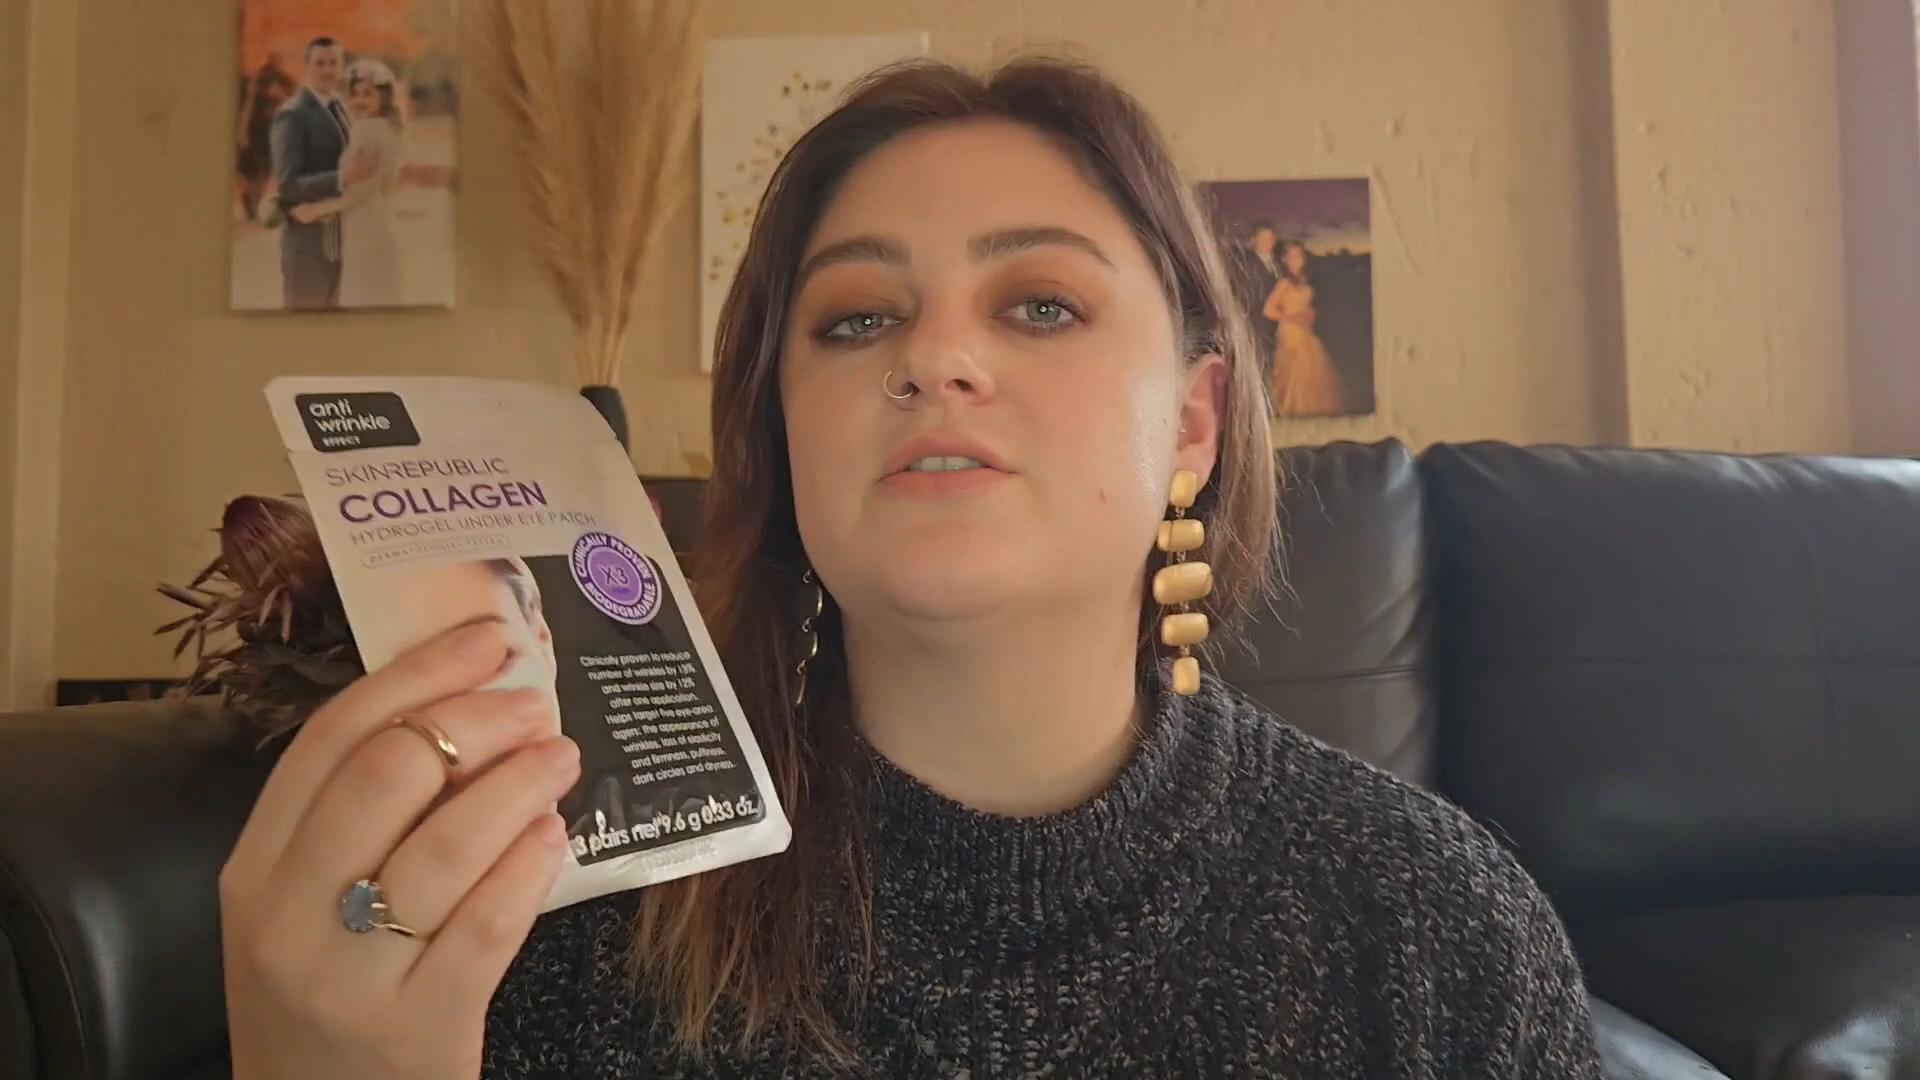 anti
wrinkle
EFFECT
SKINREPUBLIC
COLLAGEN
HYDROGEL UNDER EYE PATCH
DERMATOLOGIST TESTED
CLINICALLY PROVEN
X3
BIODEGRADABLE
Clinically proven to reduce
number of wrinkles by 13%
and wrinkle size by 12%
after one application.
Helps target five eye-area
agers: the appearance of
wrinkles, loss of elasticity
and firmness, puffiness,
dark circles and dryness.
3 pairs net 9.6 g 0.33 oz.